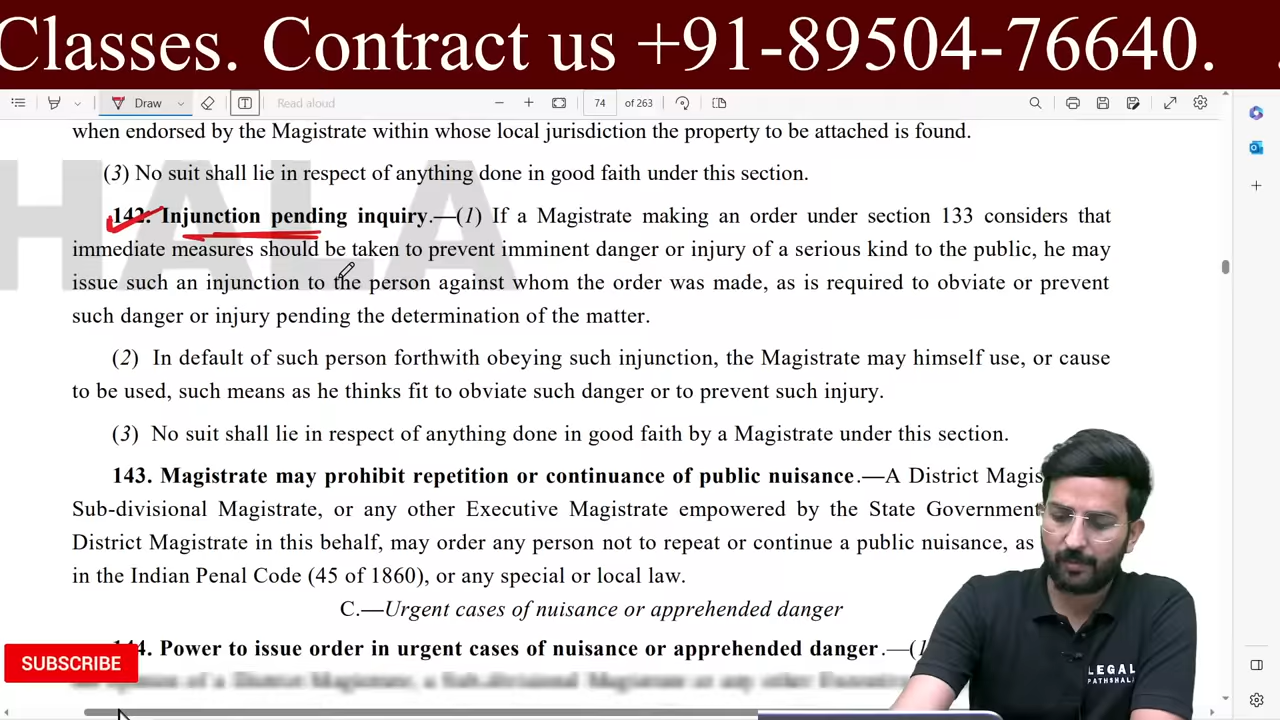 Classes. Contract us +91-89504-76640.
Draw
Read aloud
74 of 263
when endorsed by the Magistrate within whose local jurisdiction the property to be attached is found.
(3) No suit shall lie in respect of anything done in good faith under this section.
142. Injunction pending inquiry.—(1) If a Magistrate making an order under section 133 considers that
immediate measures should be taken to prevent imminent danger or injury of a serious kind to the public, he may
issue such an injunction to the person against whom the order was made, as is required to obviate or prevent
such danger or injury pending the determination of the matter.
(2) In default of such person forthwith obeying such injunction, the Magistrate may himself use, or cause
to be used, such means as he thinks fit to obviate such danger or to prevent such injury.
(3) No suit shall lie in respect of anything done in good faith by a Magistrate under this section.
143. Magistrate may prohibit repetition or continuance of public nuisance.—A District Magis
Sub-divisional Magistrate, or any other Executive Magistrate empowered by the State Government
District Magistrate in this behalf, may order any person not to repeat or continue a public nuisance, as
in the Indian Penal Code (45 of 1860), or any special or local law.
C.—Urgent cases of nuisance or apprehended danger
144. Power to issue order in urgent cases of nuisance or apprehended danger.—(1
HALA
SUBSCRIBE
LEGAL
PATHSHALA